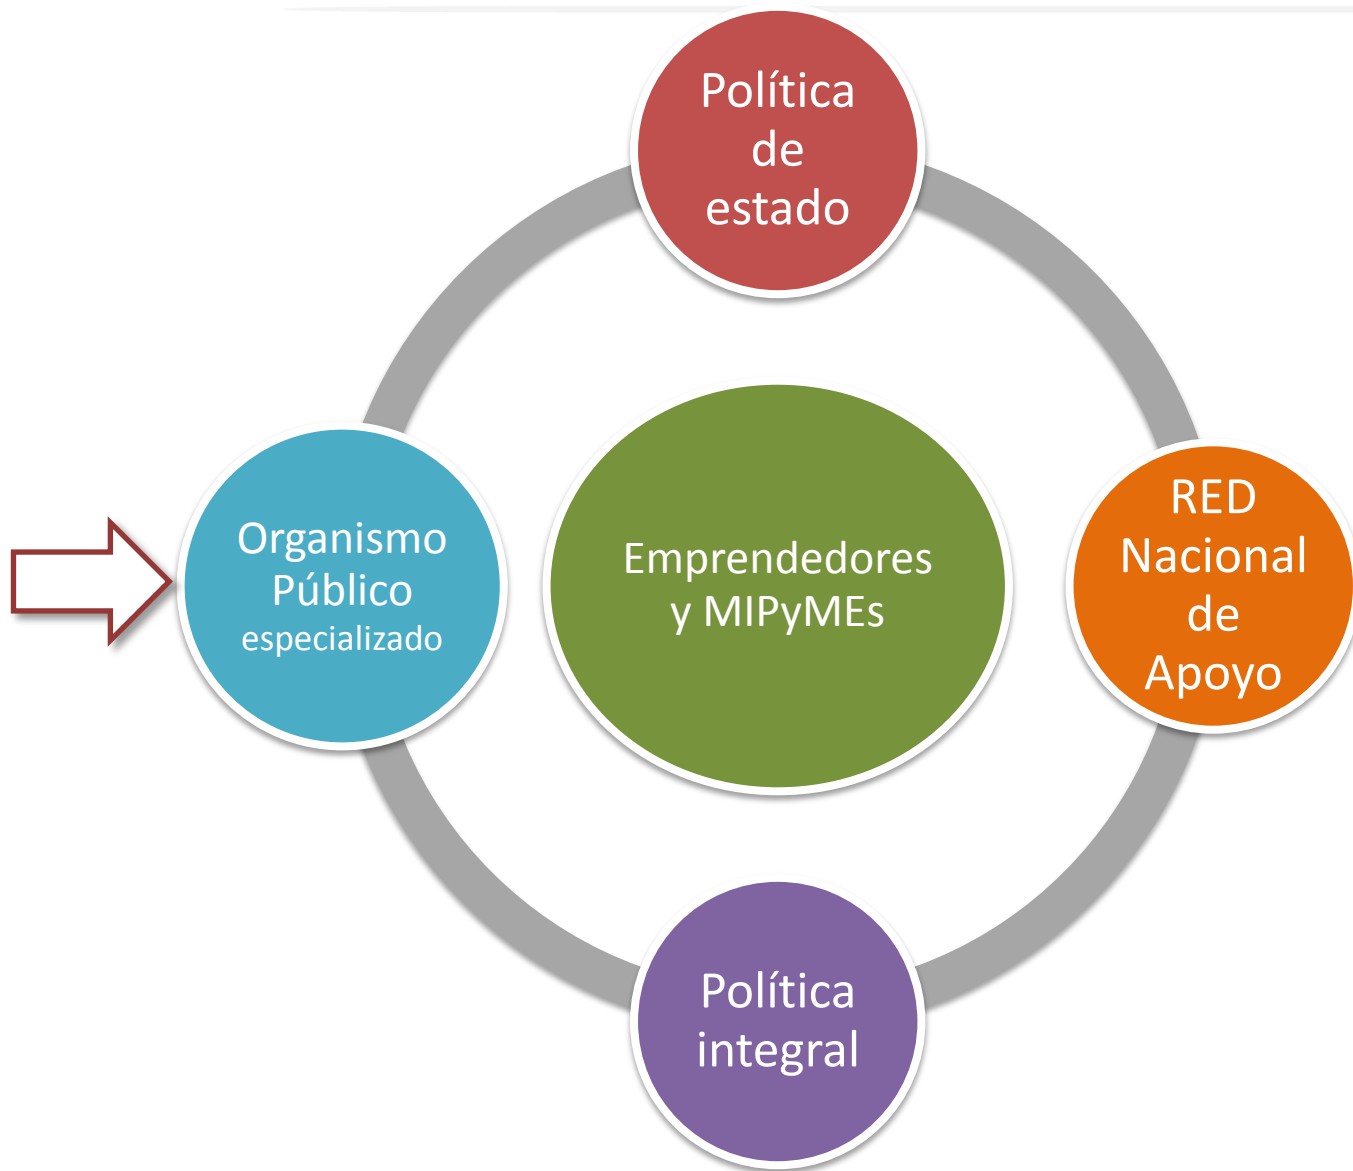 Política
de
estado
Organismo
Público
especializado
Emprendedores
y MIPyMEs
RED
Nacional
de
Apoyo
Política
integral